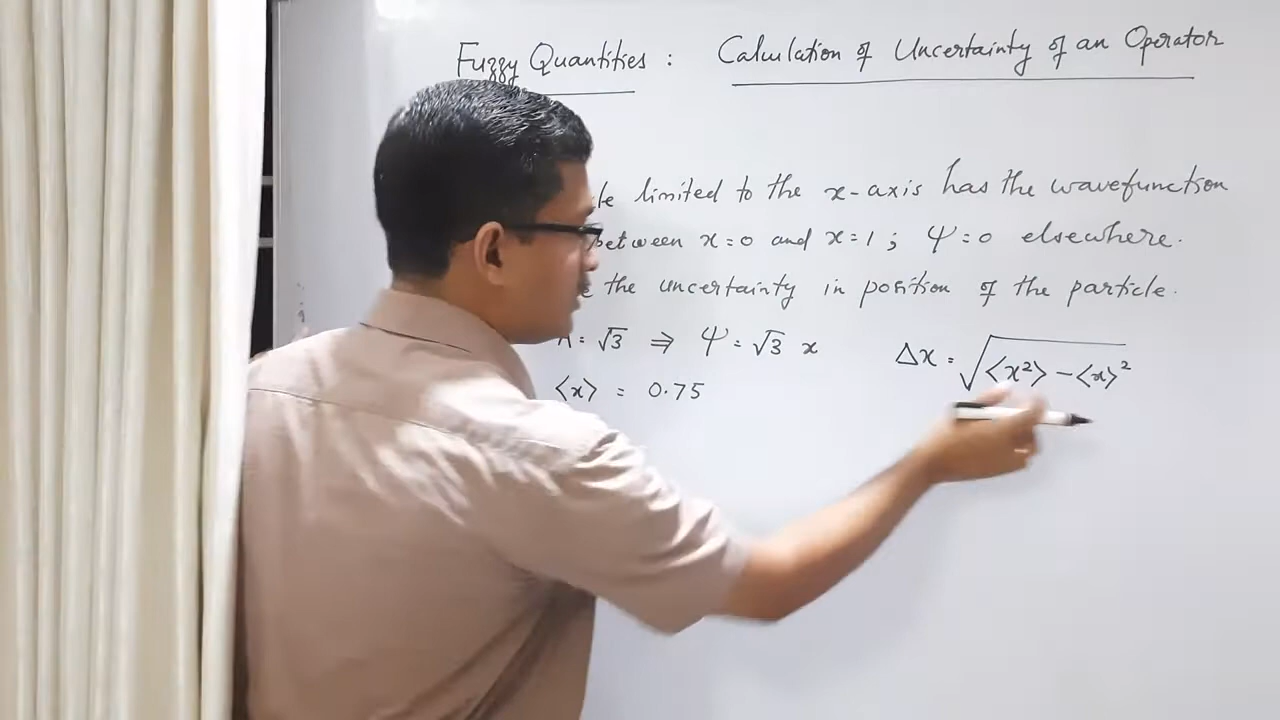 Fuzzy Quantities : Calculation of Uncertainty of an Operator
limited to the x-axis has the wavefunction
between x=0 and x=1 ; Ψ=0 elsewhere.
the uncertainty in position of the particle.
= √3 ⇒ Ψ = √3 x
Δx = √⟨x²⟩ - ⟨x⟩²
⟨x⟩ = 0.75